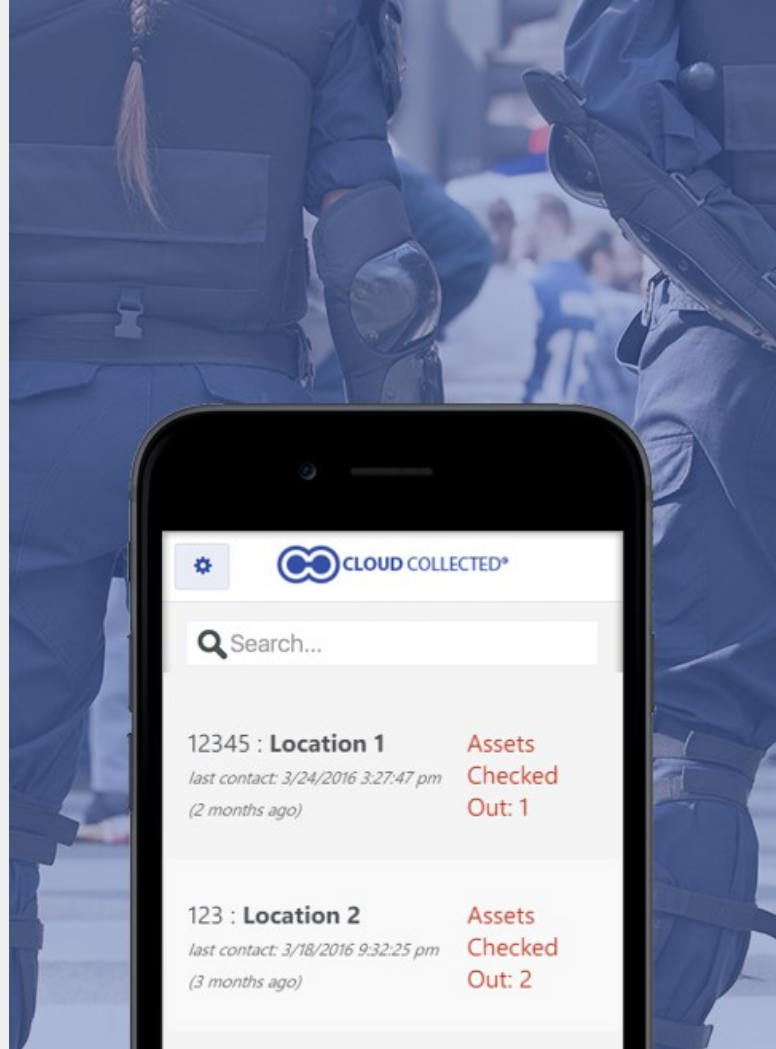 CLOUD COLLECTED®
Search...
12345 : Location 1
last contact: 3/24/2016 3:27:47 pm
(2 months ago)
Assets
Checked
Out: 1
123 : Location 2
last contact: 3/18/2016 9:32:25 pm
(3 months ago)
Assets
Checked
Out: 2